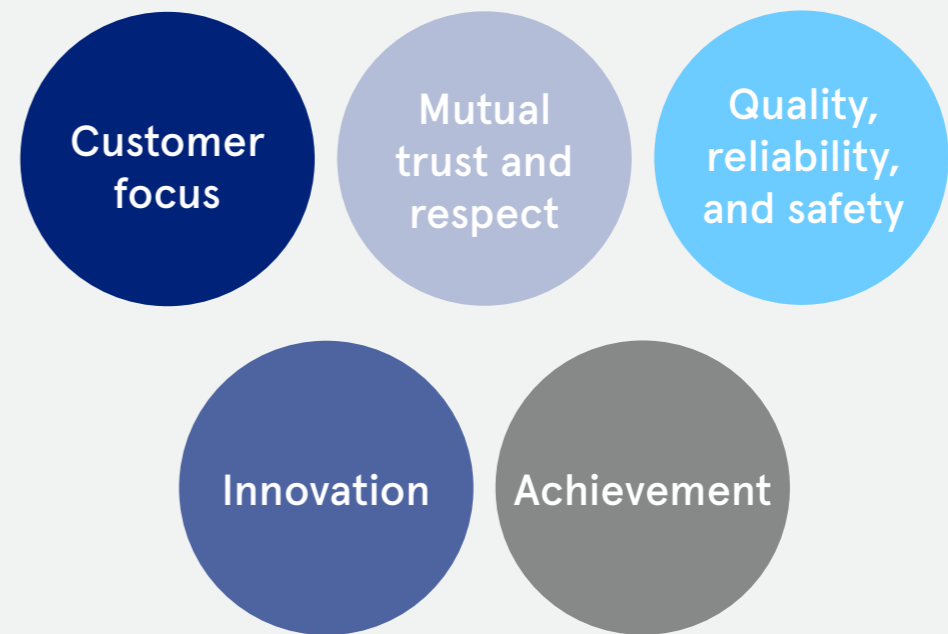 Customer
focus
Mutual
trust and
respect
Quality,
reliability,
and safety
Innovation
Achievement